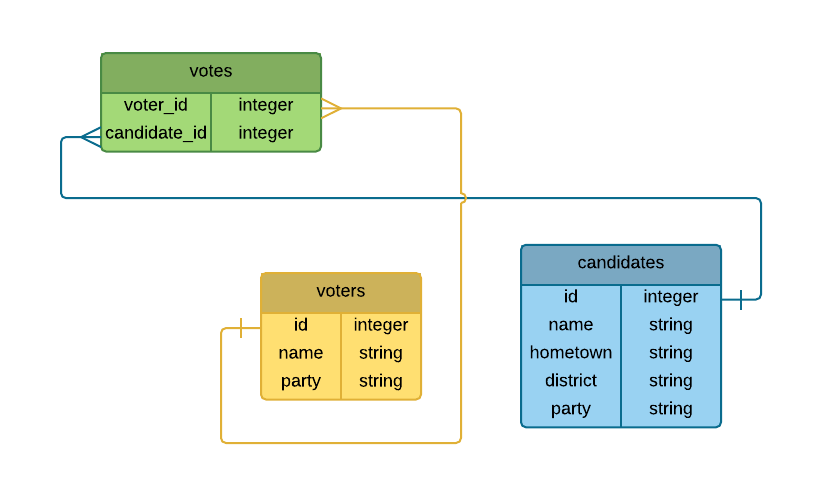 votes
voter_id integer
candidate_id integer
candidates
id integer
name string
hometown string
district string
party string
voters
id integer
name string
party string